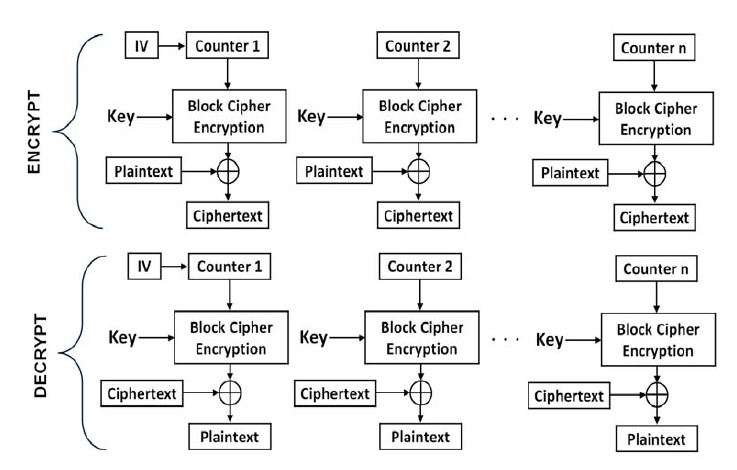 ENCRYPT
IV Counter 1 Counter 2 Counter n
Key Block Cipher Encryption Key Block Cipher Encryption . . . Key Block Cipher Encryption
Plaintext Plaintext Plaintext
Ciphertext Ciphertext Ciphertext
DECRYPT
IV Counter 1 Counter 2 Counter n
Key Block Cipher Encryption Key Block Cipher Encryption . . . Key Block Cipher Encryption
Ciphertext Ciphertext Ciphertext
Plaintext Plaintext Plaintext